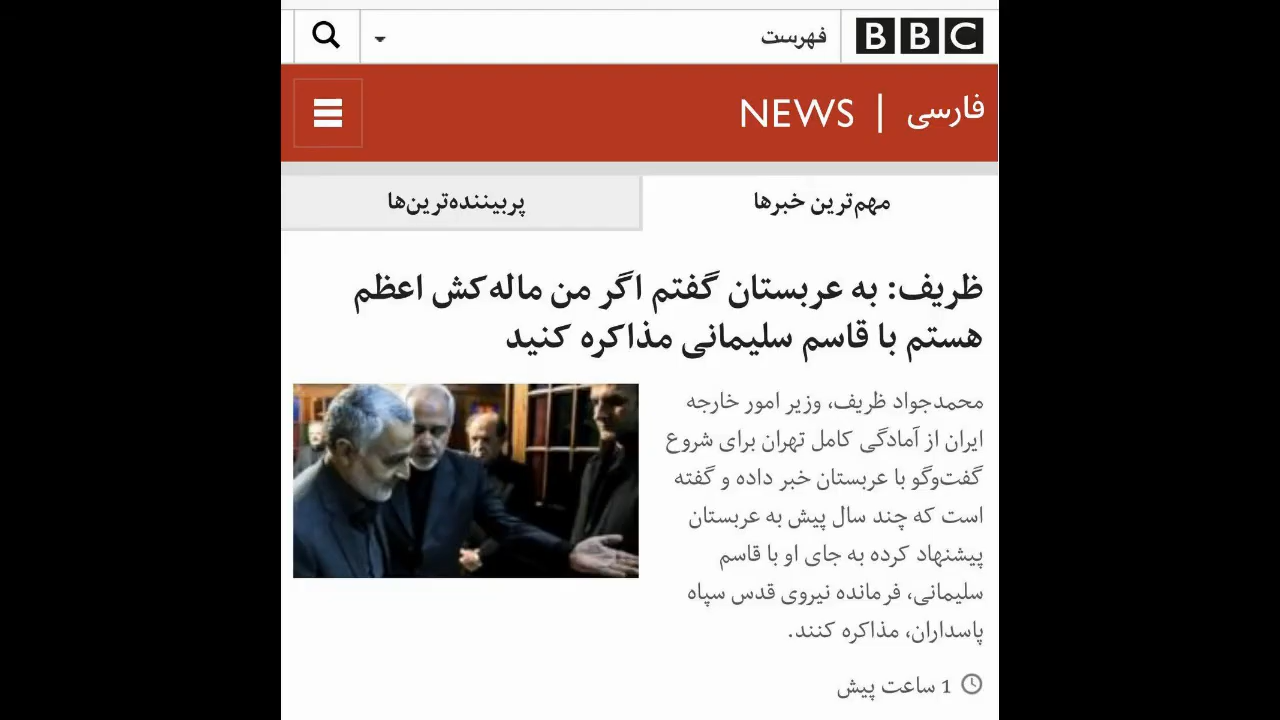 BBC
فهرست
فارسی | NEWS
مهم‌ترین خبرها
پربیننده‌ترین‌ها
ظریف: به عربستان گفتم اگر من ماله‌کش اعظم
هستم با قاسم سلیمانی مذاکره کنید
محمدجواد ظریف، وزیر امور خارجه
ایران از آمادگی کامل تهران برای شروع
گفت‌وگو با عربستان خبر داده و گفته
است که چند سال پیش به عربستان
پیشنهاد کرده به جای او با قاسم
سلیمانی، فرمانده نیروی قدس سپاه
پاسداران، مذاکره کنند.
1 ساعت پیش